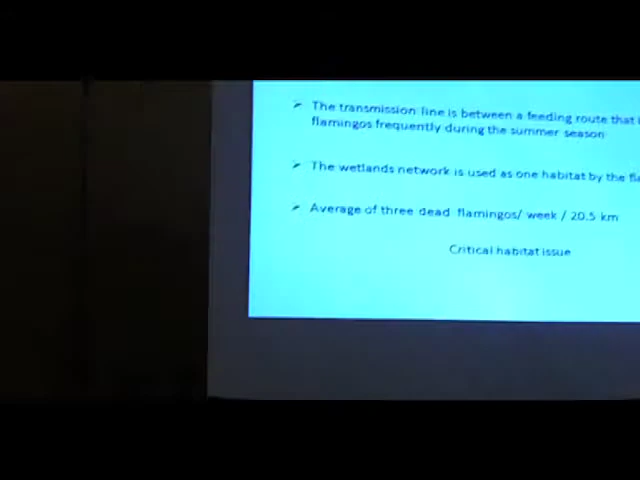 The transmission line is between a feeding route that
flamingos frequently during the summer season
The wetlands network is used as one habitat by the
Average of three dead flamingos/ week / 20.5 km
Critical habitat issue